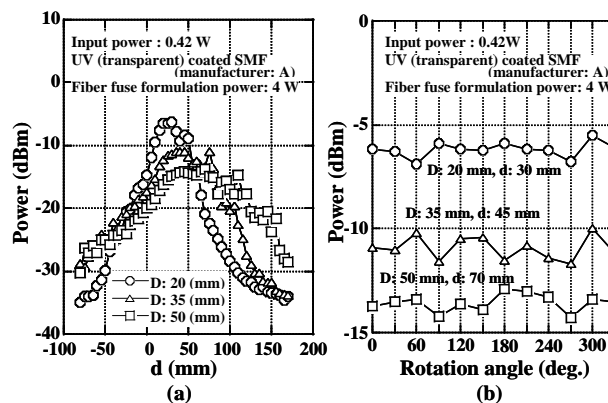 Input power : 0.42 W
UV (transparent) coated SMF
(manufacturer: A)
Fiber fuse formulation power: 4 W
10
0
-10
-20
-30
-40
Power (dBm)
D: 20 (mm)
D: 35 (mm)
D: 50 (mm)
-100 -50 0 50 100 150 200
d (mm)
(a)
Input power : 0.42W
UV (transparent) coated SMF
(manufacturer: A)
Fiber fuse formulation power: 4 W
0
-5
-10
-15
Power (dBm)
D: 20 mm, d: 30 mm
D: 35 mm, d: 45 mm
D: 50 mm, d: 70 mm
0 60 120 180 240 300
Rotation angle (deg.)
(b)